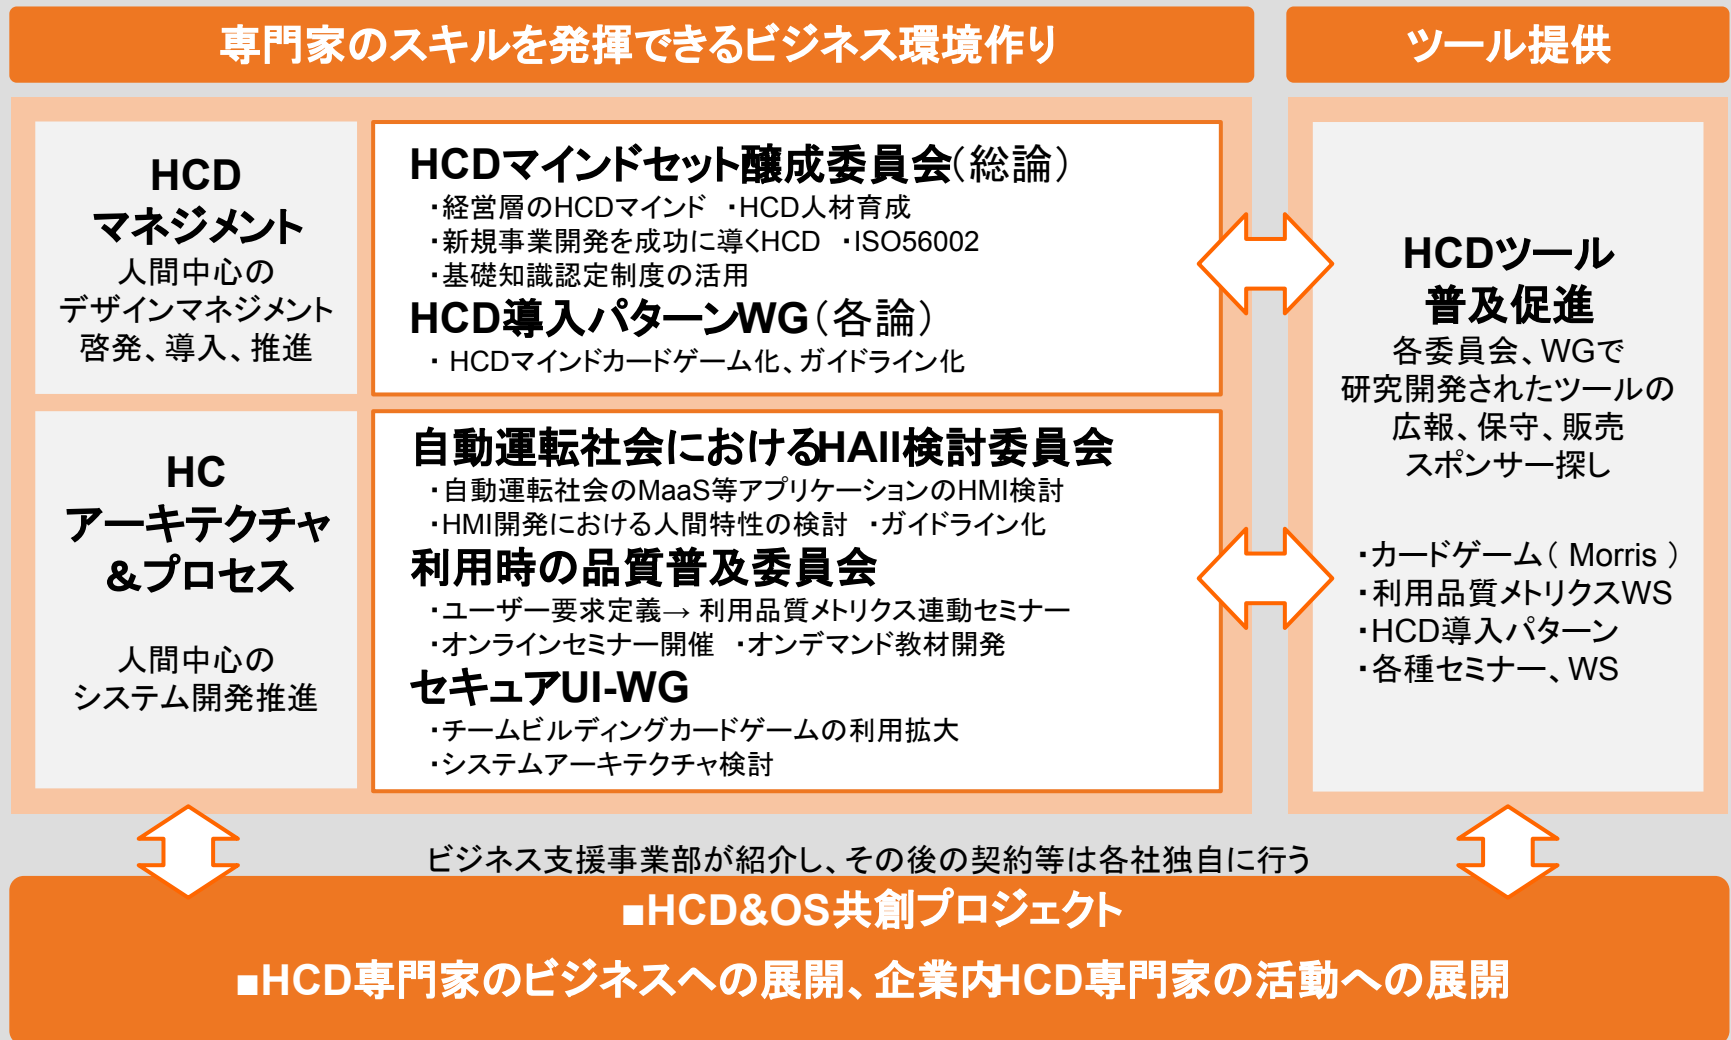 専門家のスキルを発揮できるビジネス環境作り
ツール提供
HCD
マネジメント
人間中心の
デザインマネジメント
啓発、導入、推進
HCDマインドセット醸成委員会（総論）
・経営層のHCDマインド ・HCD人材育成
・新規事業開発を成功に導くHCD ・ISO56002
・基礎知識認定制度の活用
HCD導入パターンWG（各論）
・ HCDマインドカードゲーム化、ガイドライン化
HC
アーキテクチャ
&プロセス
人間中心の
システム開発推進
自動運転社会におけるHAII検討委員会
・自動運転社会のMaaS等アプリケーションのHMI検討
・HMI開発における人間特性の検討 ・ガイドライン化
利用時の品質普及委員会
・ユーザー要求定義→ 利用品質メトリクス連動セミナー
・オンラインセミナー開催 ・オンデマンド教材開発
セキュアUI-WG
・チームビルディングカードゲームの利用拡大
・システムアーキテクチャ検討
HCDツール
普及促進
各委員会、WGで
研究開発されたツールの
広報、保守、販売
スポンサー探し
・カードゲーム（ Morris ）
・利用品質メトリクスWS
・HCD導入パターン
・各種セミナー、WS
ビジネス支援事業部が紹介し、その後の契約等は各社独自に行う
■HCD&OS共創プロジェクト
■HCD専門家のビジネスへの展開、企業内HCD専門家の活動への展開